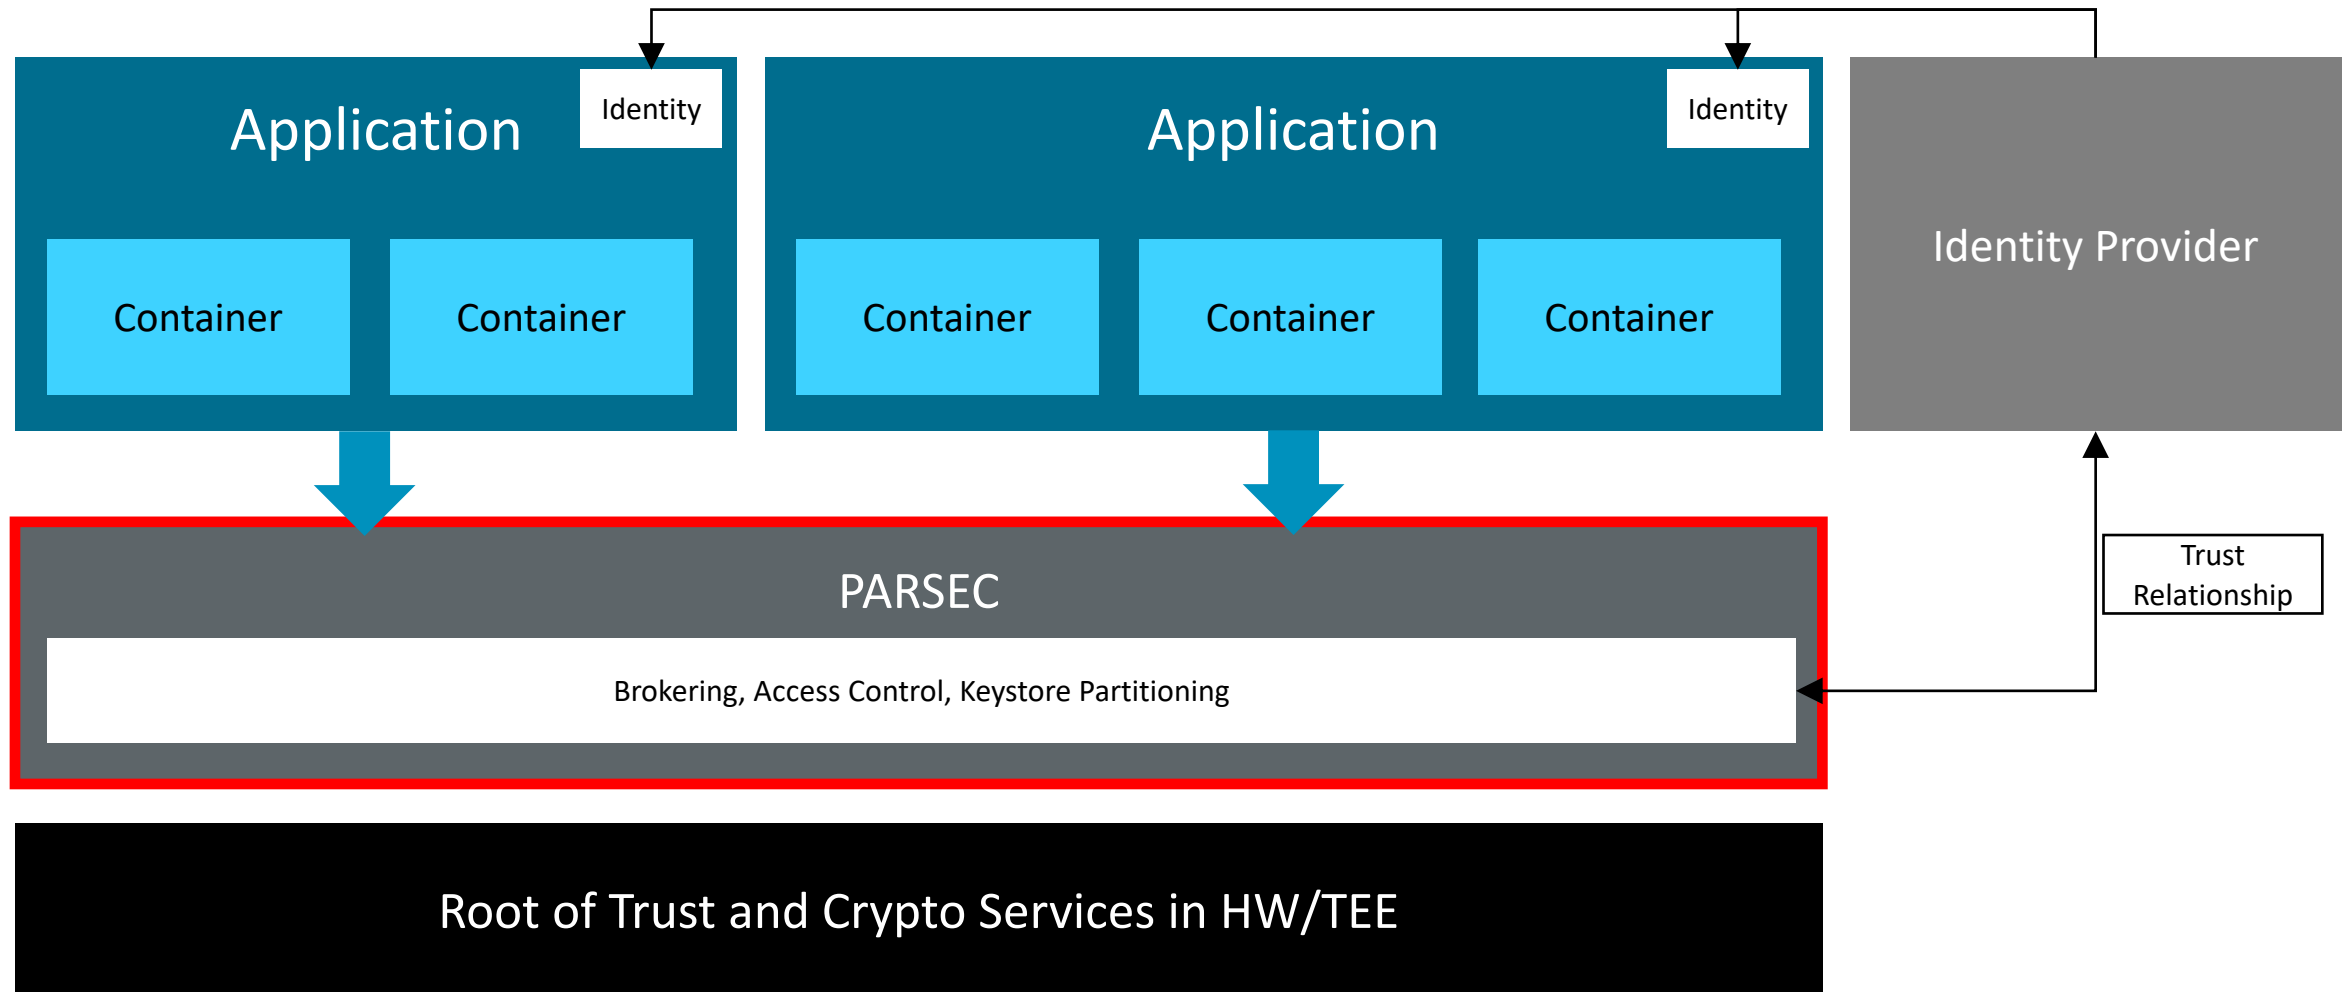 Application
Identity
Application
Identity
Identity Provider
Container
Container
Container
Container
Container
PARSEC
Trust
Relationship
Brokering, Access Control, Keystore Partitioning
Root of Trust and Crypto Services in HW/TEE